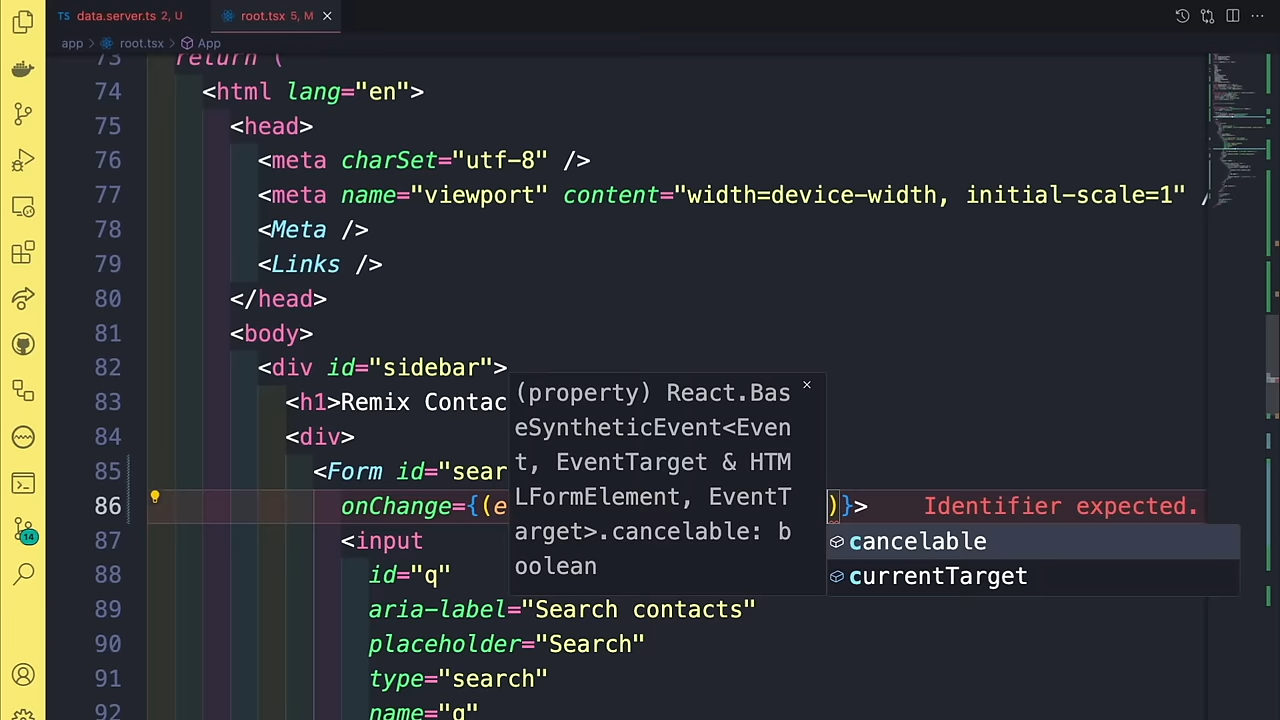 data.server.ts 2, U
root.tsx 5, M
app > root.tsx > App
73 return (
74 <html lang="en">
75 <head>
76 <meta charSet="utf-8" />
77 <meta name="viewport" content="width=device-width, initial-scale=1" /
78 <Meta />
79 <Links />
80 </head>
81 <body>
82 <div id="sidebar">
83 <h1>Remix Contac
84 <div>
85 <Form id="sear
86 onChange={(e )}> Identifier expected.
87 <input
88 id="q"
89 aria-label="Search contacts"
90 placeholder="Search"
91 type="search"
92 name="q"
(property) React.Bas
eSyntheticEvent<Even
t, EventTarget & HTM
LFormElement, EventT
arget>.cancelable: b
oolean
cancelable
currentTarget
TS
14